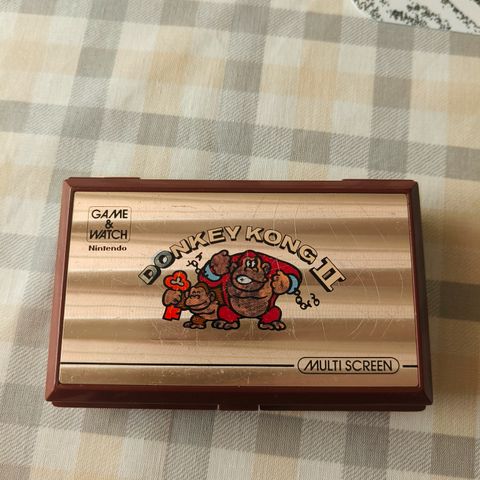 GAME
&
WATCH
Nintendo
DONKEY KONG II
MULTI SCREEN